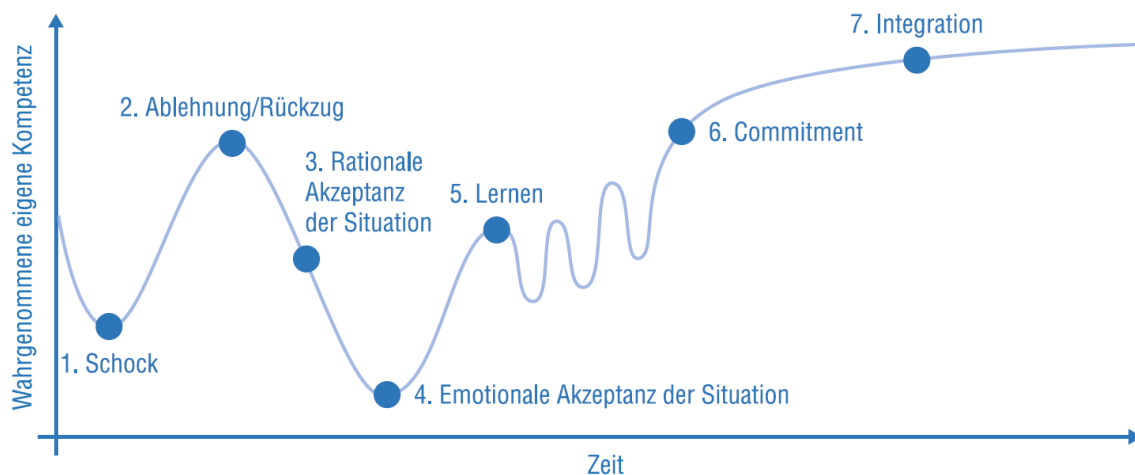 Wahrgenommene eigene Kompetenz
7. Integration
2. Ablehnung/Rückzug
6. Commitment
3. Rationale
Akzeptanz
der Situation
5. Lernen
1. Schock
4. Emotionale Akzeptanz der Situation
Zeit